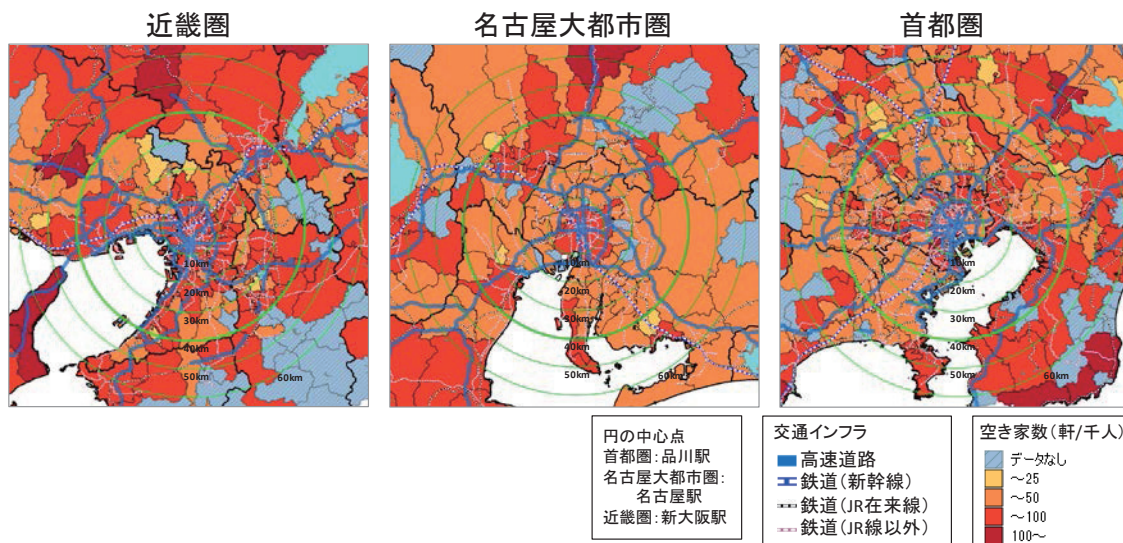 近畿圏
名古屋大都市圏
首都圏
10km
20km
30km
40km
50km
60km
10km
20km
30km
40km
50km
60km
10km
20km
30km
40km
50km
60km
円の中心点
首都圏：品川駅
名古屋大都市圏：
名古屋駅
近畿圏：新大阪駅
交通インフラ
高速道路
鉄道（新幹線）
鉄道（JR在来線）
鉄道（JR線以外）
空き家数（軒/千人）
データなし
～25
～50
～100
100～